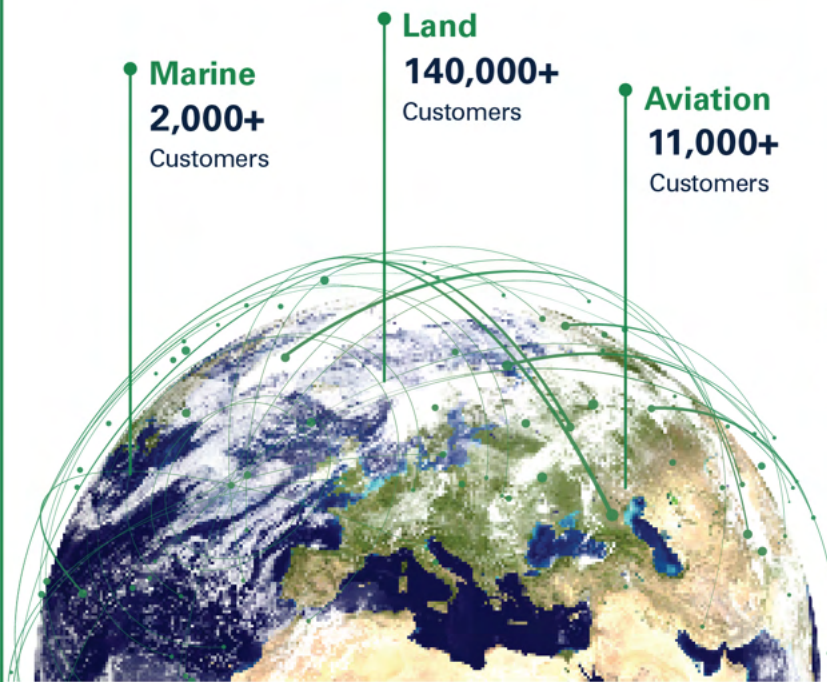 Marine
2,000+
Customers
Land
140,000+
Customers
Aviation
11,000+
Customers